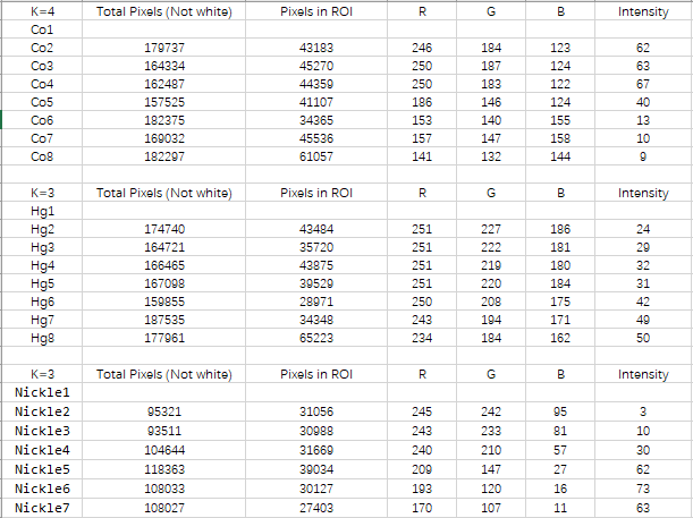 K=4 Total Pixels (Not white) Pixels in ROI R G B Intensity
Co1
Co2 179737 43183 246 184 123 62
Co3 164334 45270 250 187 124 63
Co4 162487 44359 250 183 122 67
Co5 157525 41107 186 146 124 40
Co6 182375 34365 153 140 155 13
Co7 169032 45536 157 147 158 10
Co8 182297 61057 141 132 144 9
K=3 Total Pixels (Not white) Pixels in ROI R G B Intensity
Hg1
Hg2 174740 43484 251 227 186 24
Hg3 164721 35720 251 222 181 29
Hg4 166465 43875 251 219 180 32
Hg5 167098 39529 251 220 184 31
Hg6 159855 28971 250 208 175 42
Hg7 187535 34348 243 194 171 49
Hg8 177961 65223 234 184 162 50
K=3 Total Pixels (Not white) Pixels in ROI R G B Intensity
Nickle1
Nickle2 95321 31056 245 242 95 3
Nickle3 93511 30988 243 233 81 10
Nickle4 104644 31669 240 210 57 30
Nickle5 118363 39034 209 147 27 62
Nickle6 108033 30127 193 120 16 73
Nickle7 108027 27403 170 107 11 63